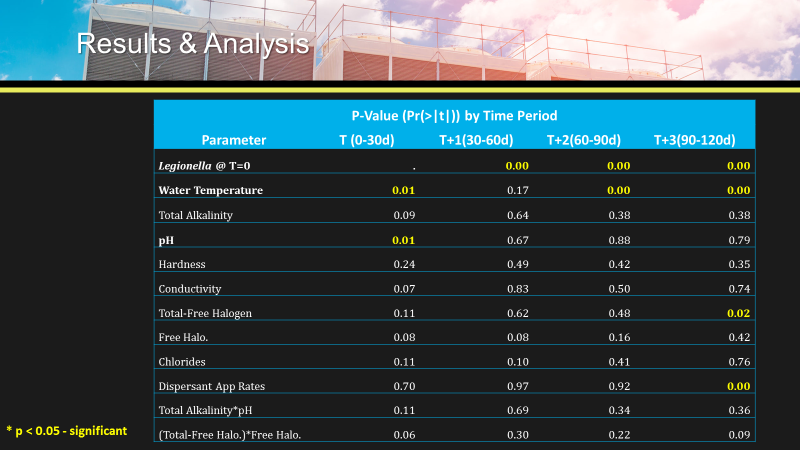 Results & Analysis
P-Value (Pr(>|t|)) by Time Period
Parameter T (0-30d) T+1(30-60d) T+2(60-90d) T+3(90-120d)
Legionella @ T=0 . 0.00 0.00 0.00
Water Temperature 0.01 0.17 0.00 0.00
Total Alkalinity 0.09 0.64 0.38 0.38
pH 0.01 0.67 0.88 0.79
Hardness 0.24 0.49 0.42 0.35
Conductivity 0.07 0.83 0.50 0.74
Total-Free Halogen 0.11 0.62 0.48 0.02
Free Halo. 0.08 0.08 0.16 0.42
Chlorides 0.11 0.10 0.41 0.76
Dispersant App Rates 0.70 0.97 0.92 0.00
Total Alkalinity*pH 0.11 0.69 0.34 0.36
(Total-Free Halo.)*Free Halo. 0.06 0.30 0.22 0.09
* p < 0.05 - significant